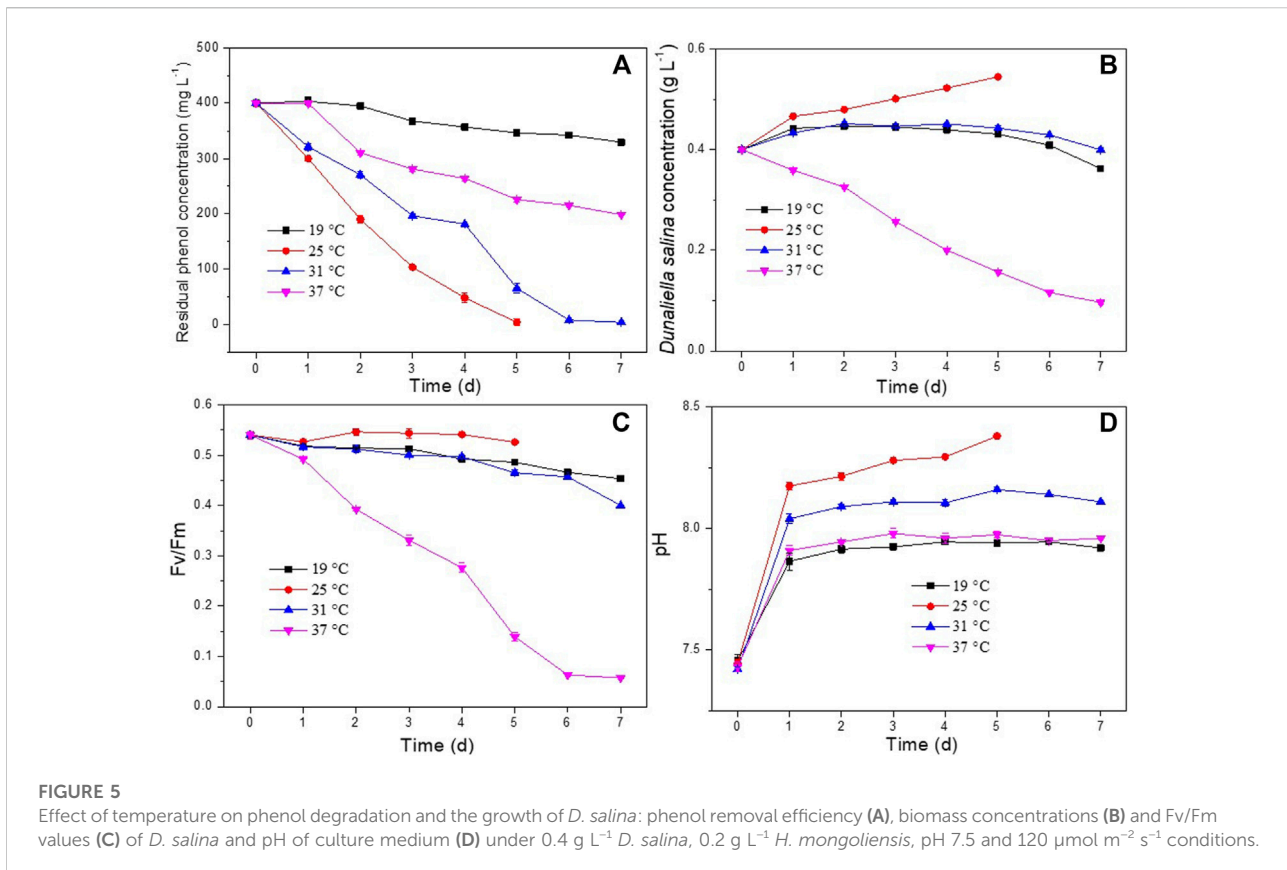 A
Residual phenol concentration (mg L⁻¹)
500
400
300
200
100
0
19 °C
25 °C
31 °C
37 °C
0 1 2 3 4 5 6 7
Time (d)
B
Dunaliella salina concentration (g L⁻¹)
0.6
0.4
0.2
0.0
19 °C
25 °C
31 °C
37 °C
0 1 2 3 4 5 6 7
Time (d)
C
Fv/Fm
0.6
0.5
0.4
0.3
0.2
0.1
0.0
19 °C
25 °C
31 °C
37 °C
0 1 2 3 4 5 6 7
Time (d)
D
pH
8.5
8.0
7.5
19 °C
25 °C
31 °C
37 °C
0 1 2 3 4 5 6 7
Time (d)
FIGURE 5
Effect of temperature on phenol degradation and the growth of D. salina: phenol removal efficiency (A), biomass concentrations (B) and Fv/Fm
values (C) of D. salina and pH of culture medium (D) under 0.4 g L⁻¹ D. salina, 0.2 g L⁻¹ H. mongoliensis, pH 7.5 and 120 µmol m⁻² s⁻¹ conditions.